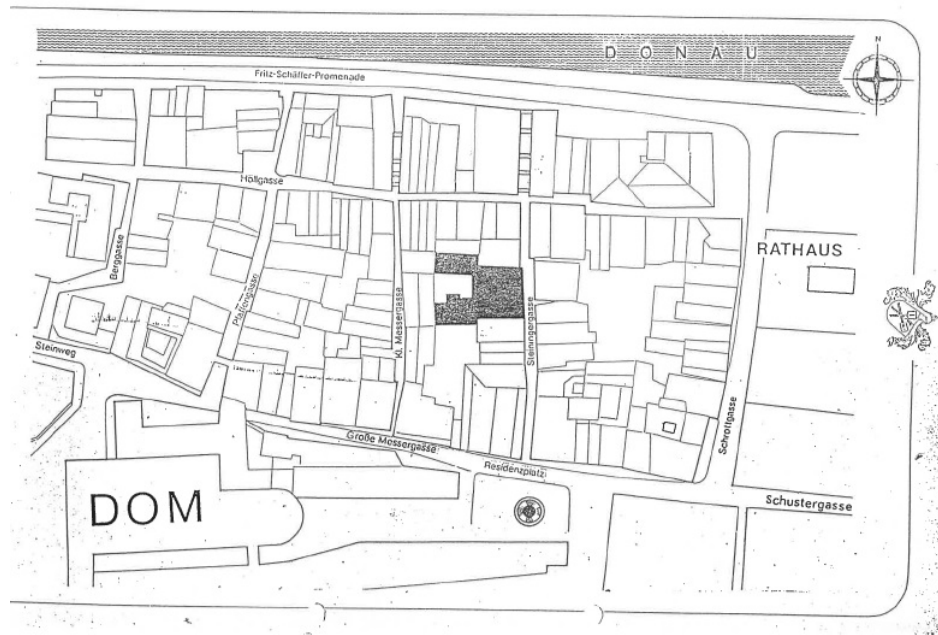 DONAU
N
Fritz-Schäffer-Promenade
Höllgasse
Berggasse
Pfaffengasse
Kl. Messergasse
Steiningergasse
RATHAUS
Steinweg
Schrottgasse
Große Messergasse
Residenzplatz
Schustergasse
DOM